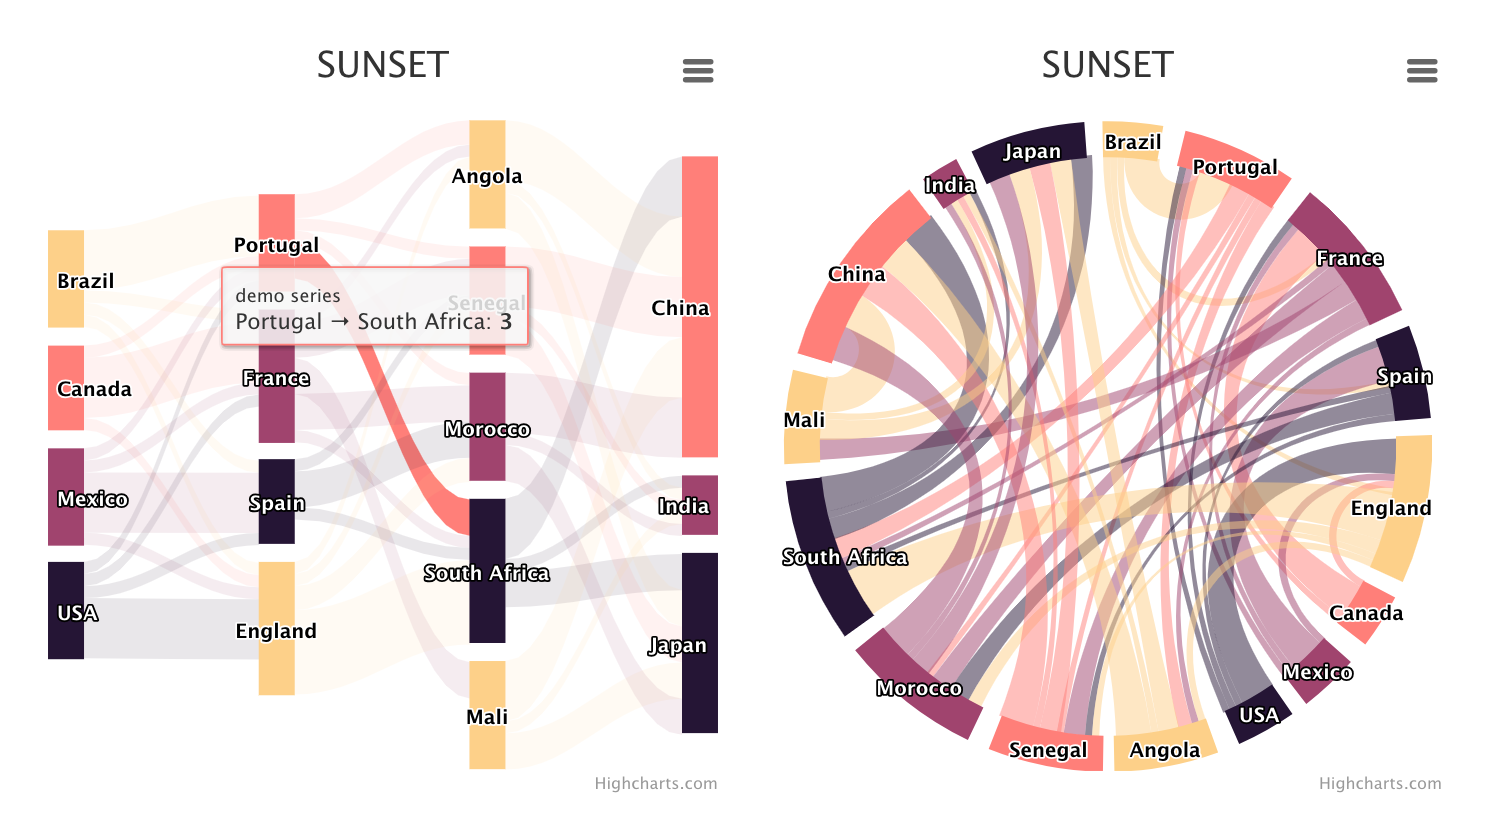 SUNSET
Brazil
Canada
Mexico
USA
Portugal
demo series
Portugal → South Africa: 3
France
Spain
England
Angola
Senegal
Morocco
South Africa
Mali
China
India
Japan
Highcharts.com
SUNSET
Brazil
Portugal
France
Spain
England
Canada
Mexico
USA
Angola
Senegal
Morocco
South Africa
Mali
China
India
Japan
Highcharts.com